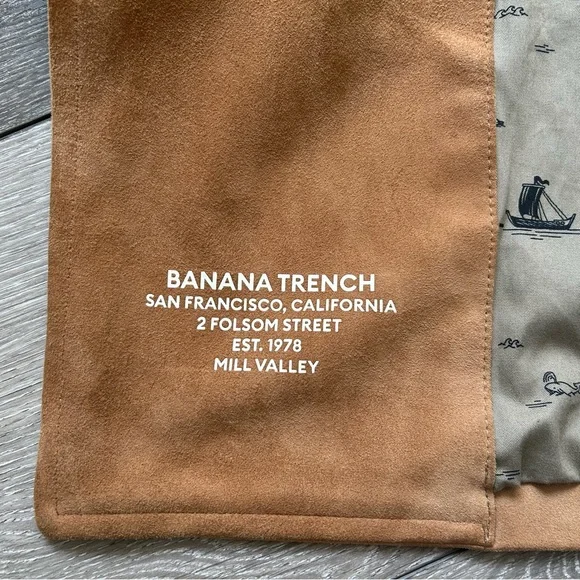 BANANA TRENCH
SAN FRANCISCO, CALIFORNIA
2 FOLSOM STREET
EST. 1978
MILL VALLEY